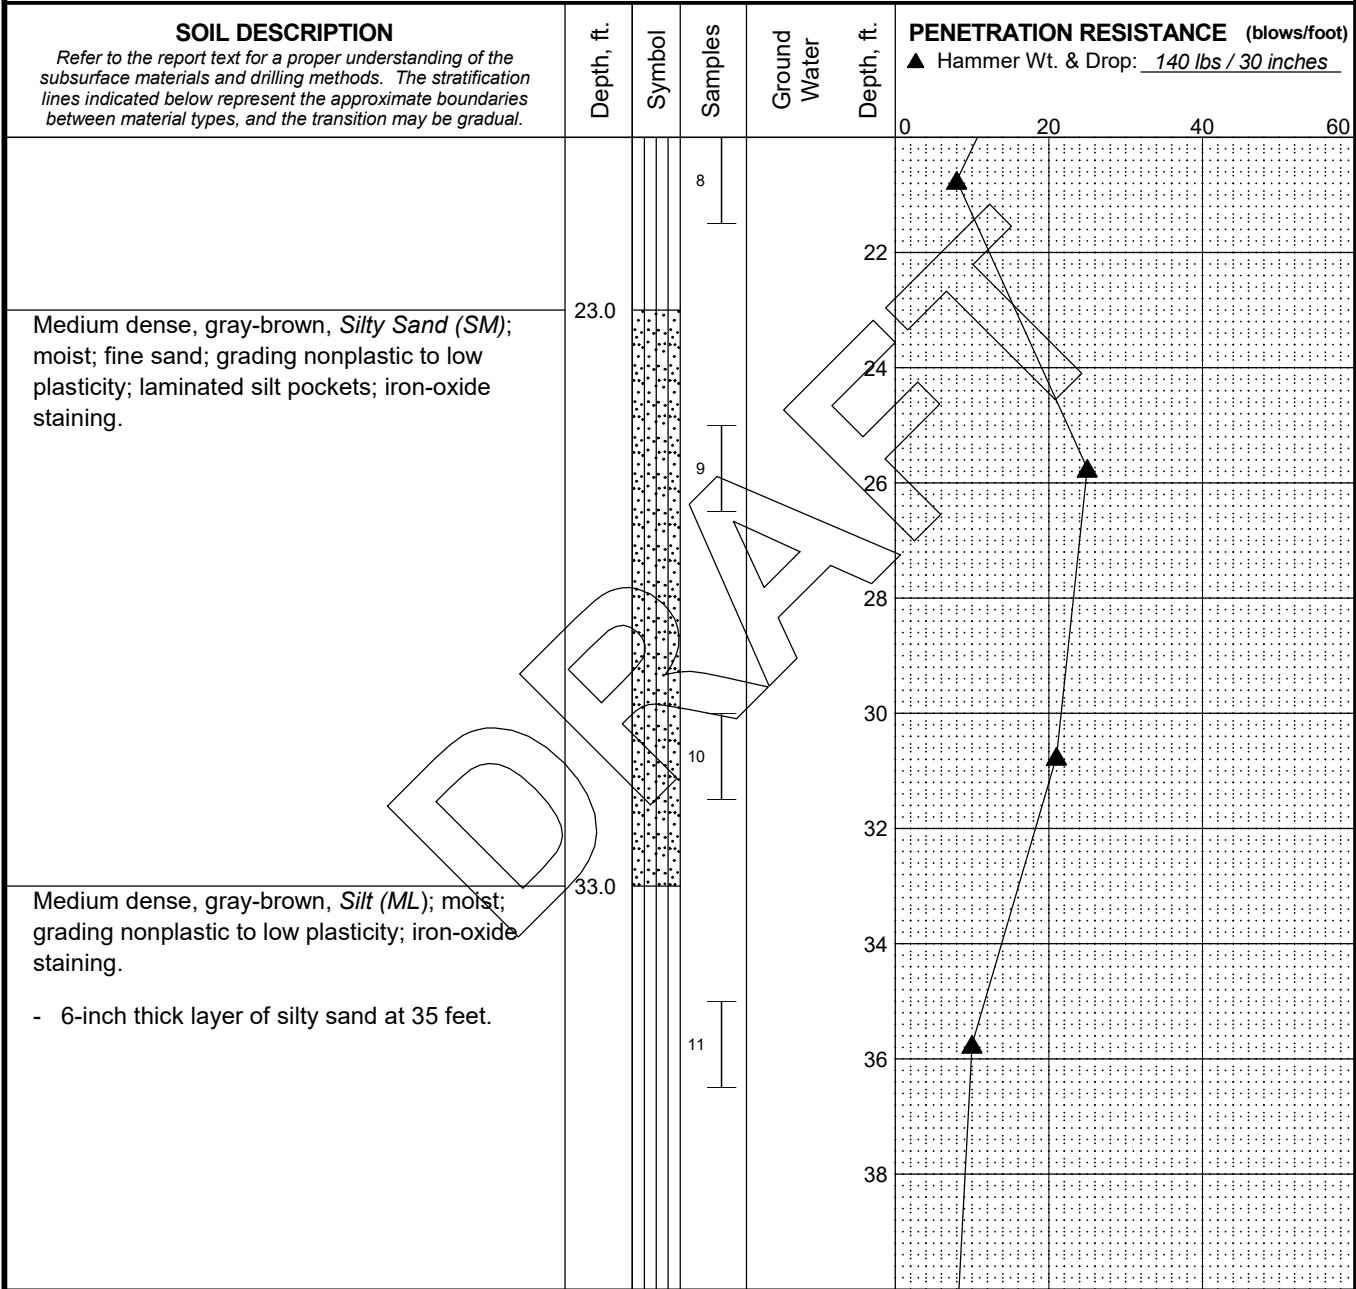 SOIL DESCRIPTION
Refer to the report text for a proper understanding of the
subsurface materials and drilling methods. The stratification
lines indicated below represent the approximate boundaries
between material types, and the transition may be gradual.
Depth, ft.
Symbol
Samples
Ground
Water
Depth, ft.
PENETRATION RESISTANCE (blows/foot)
▲ Hammer Wt. & Drop: 140 lbs / 30 inches
0 20 40 60
8
22
23.0
Medium dense, gray-brown, Silty Sand (SM);
moist; fine sand; grading nonplastic to low
plasticity; laminated silt pockets; iron-oxide
staining.
24
9
26
28
30
10
32
33.0
Medium dense, gray-brown, Silt (ML); moist;
grading nonplastic to low plasticity; iron-oxide
staining.
34
- 6-inch thick layer of silty sand at 35 feet.
11
36
38
DRAFT